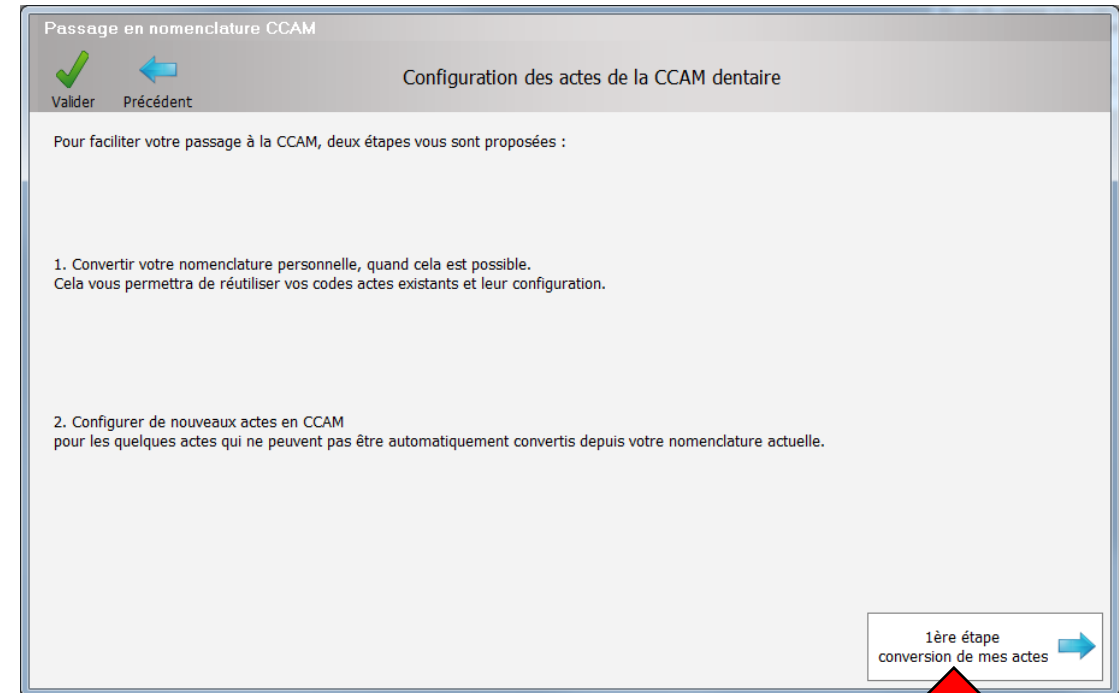 Passage en nomenclature CCAM
Valider
Précédent
Configuration des actes de la CCAM dentaire
Pour faciliter votre passage à la CCAM, deux étapes vous sont proposées :
1. Convertir votre nomenclature personnelle, quand cela est possible.
Cela vous permettra de réutiliser vos codes actes existants et leur configuration.
2. Configurer de nouveaux actes en CCAM
pour les quelques actes qui ne peuvent pas être automatiquement convertis depuis votre nomenclature actuelle.
1ère étape
conversion de mes actes